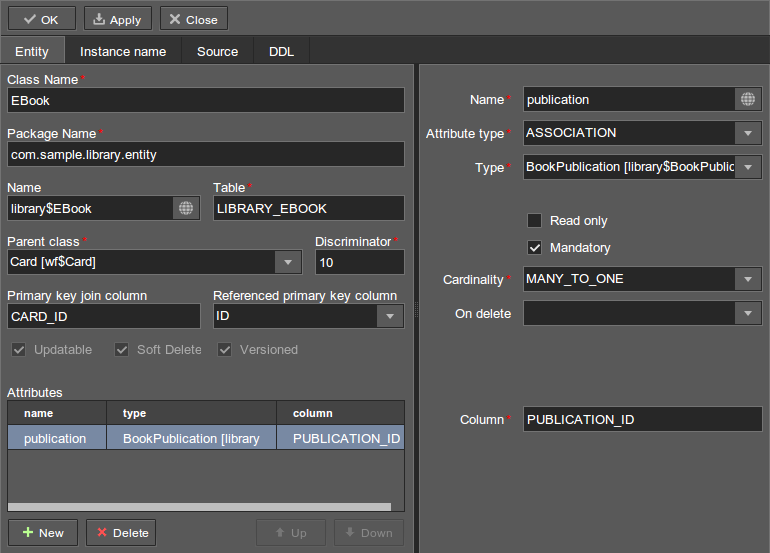 OK Apply Close
Entity Instance name Source DDL
Class Name*
EBook
Package Name*
com.sample.library.entity
Name Table*
library$EBook LIBRARY_EBOOK
Parent class* Discriminator*
Card [wf$Card] 10
Primary key join column Referenced primary key column
CARD_ID ID
Updatable Soft Delete Versioned
Attributes
name type column
publication BookPublication [library PUBLICATION_ID
New Delete Up Down
Name* publication
Attribute type* ASSOCIATION
Type* BookPublication [library$BookPublic
Read only
Mandatory
Cardinality* MANY_TO_ONE
On delete
Column* PUBLICATION_ID